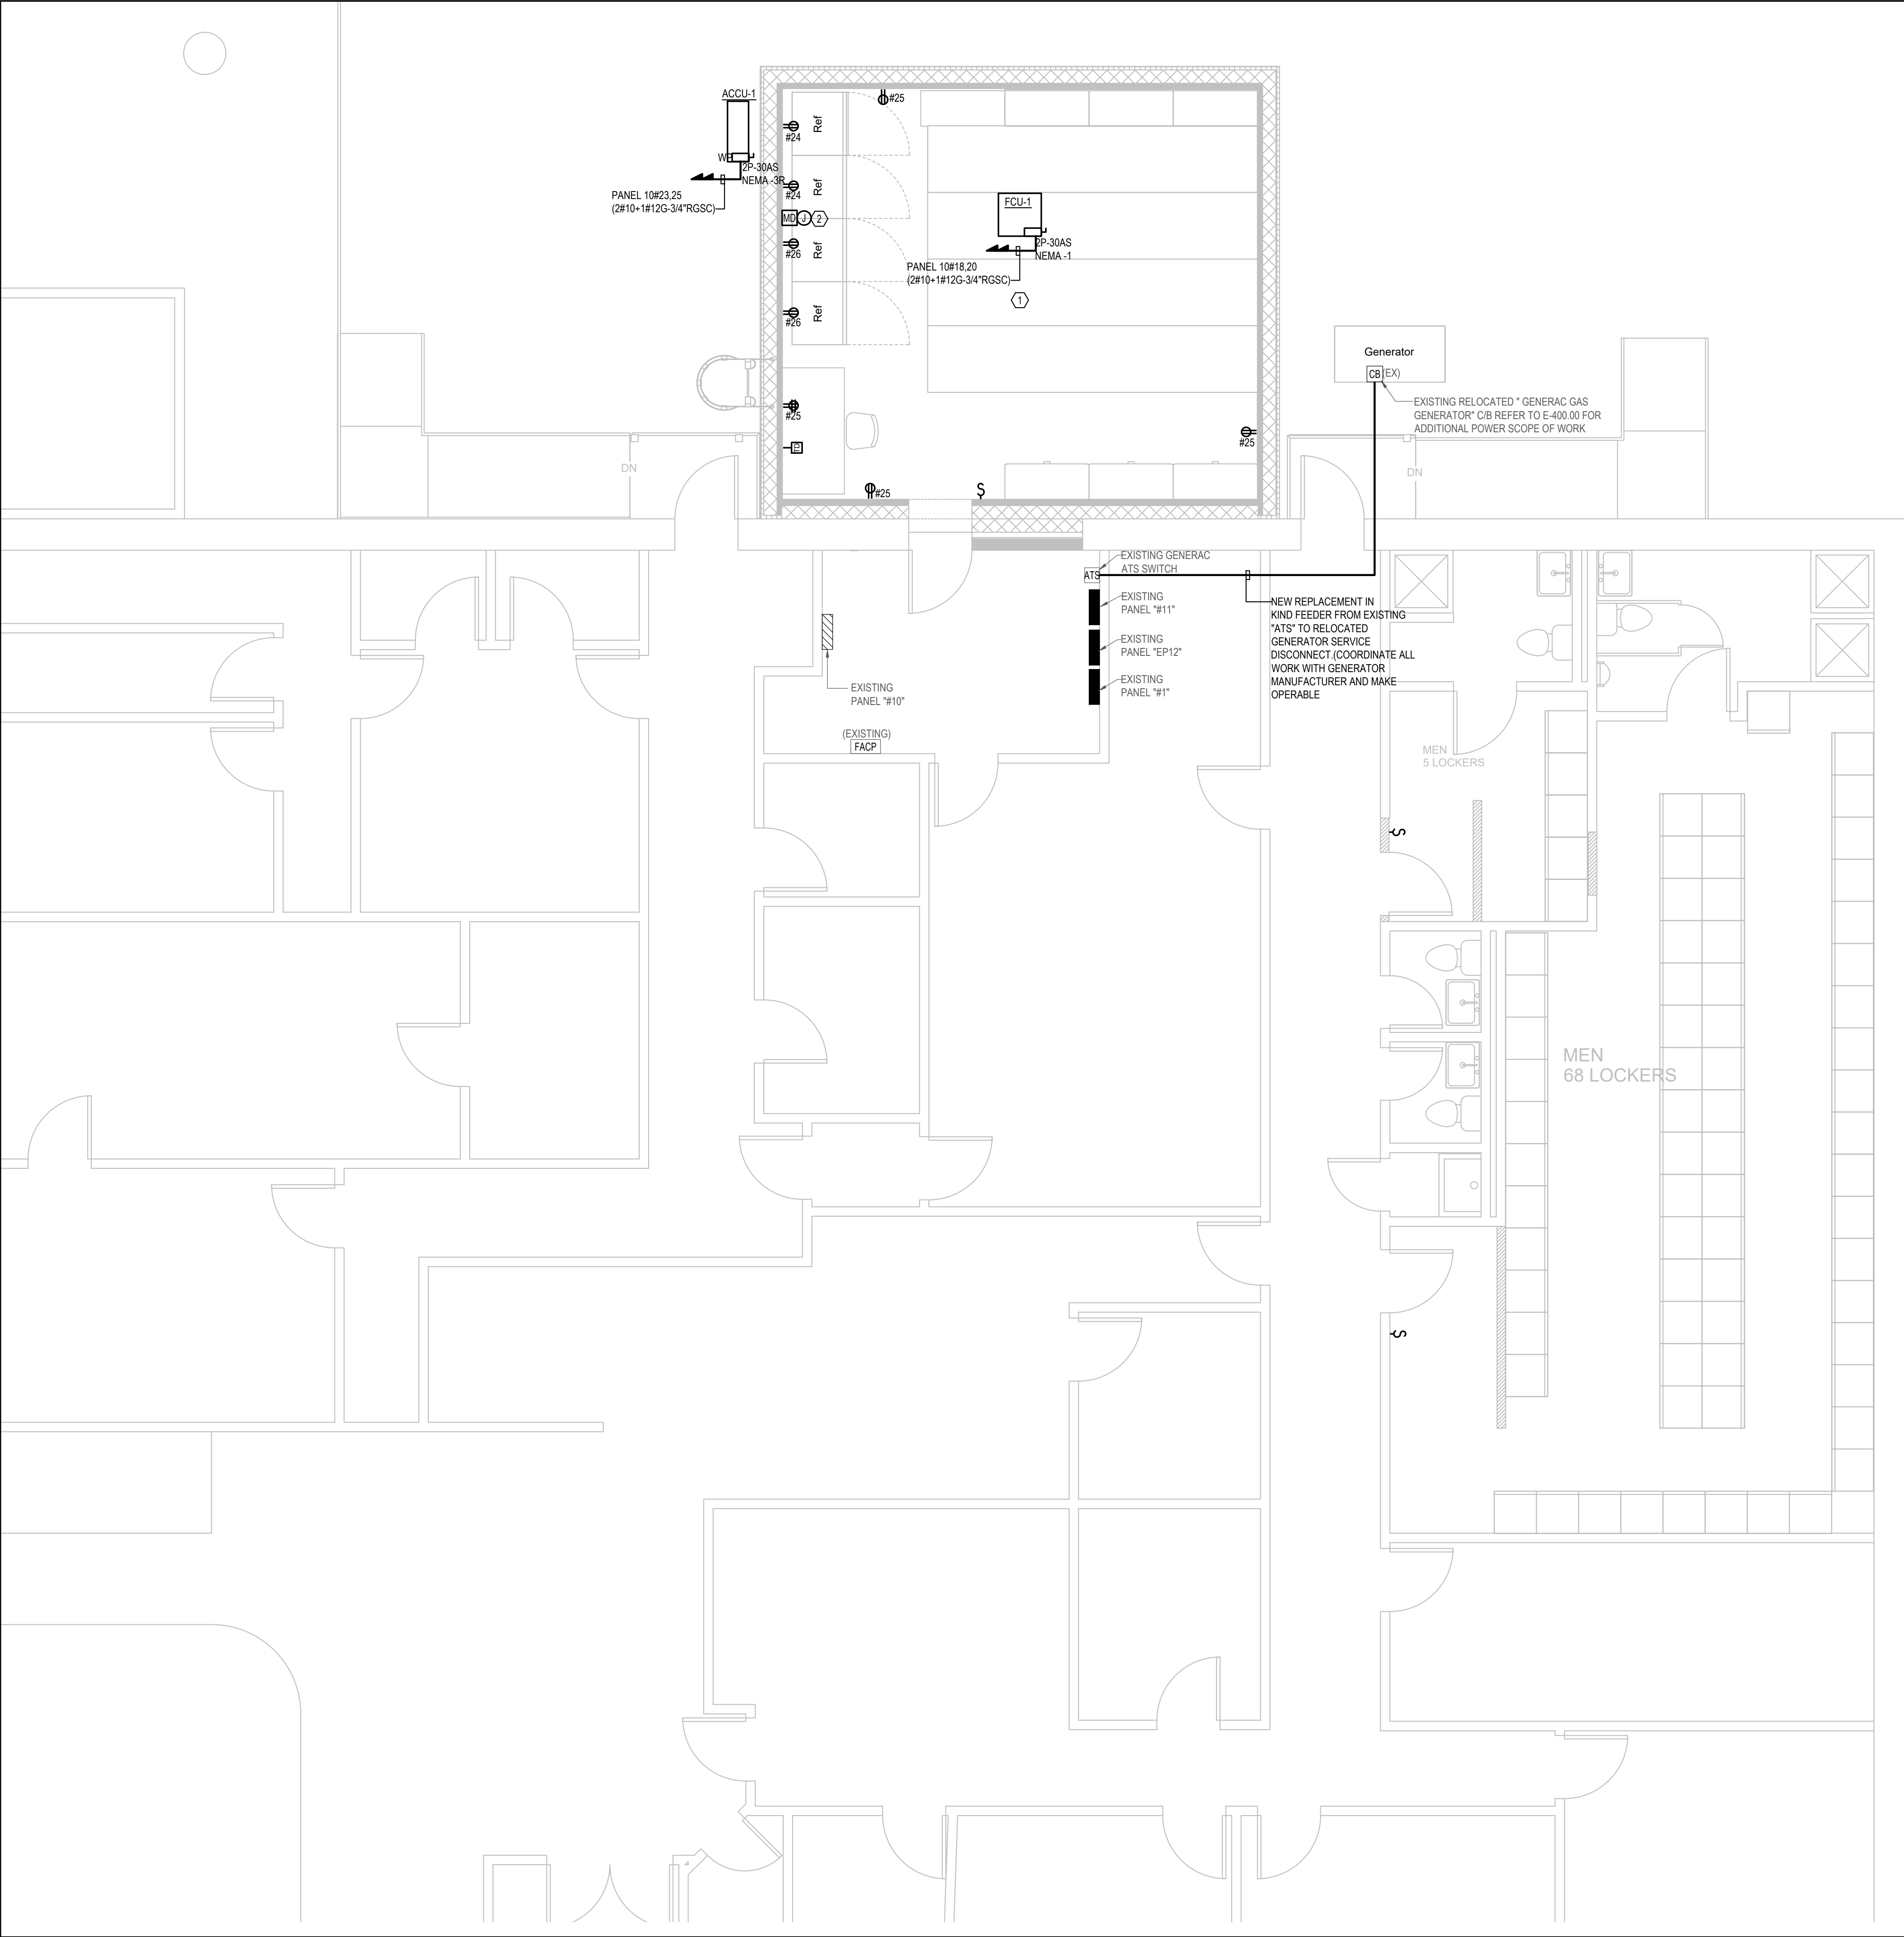 ACCU-1
WP
2P-30AS
NEMA -3R
PANEL 10#23,25
(2#10+1#12G-3/4"RGSC)
#25
#24
Ref
#24
Ref
MD
J
2
#26
Ref
#26
Ref
FCU-1
2P-30AS
NEMA -1
PANEL 10#18,20
(2#10+1#12G-3/4"RGSC)
1
#25
#25
#25
S
Generator
CB
(EX)
EXISTING RELOCATED " GENERAC GAS
GENERATOR" C/B REFER TO E-400.00 FOR
ADDITIONAL POWER SCOPE OF WORK
DN
DN
EXISTING GENERAC
ATS SWITCH
ATS
EXISTING
PANEL "#11"
EXISTING
PANEL "EP12"
EXISTING
PANEL "#1"
NEW REPLACEMENT IN
KIND FEEDER FROM EXISTING
"ATS" TO RELOCATED
GENERATOR SERVICE
DISCONNECT.(COORDINATE ALL
WORK WITH GENERATOR
MANUFACTURER AND MAKE
OPERABLE
EXISTING
PANEL "#10"
(EXISTING)
FACP
MEN
5 LOCKERS
S
MEN
68 LOCKERS
S